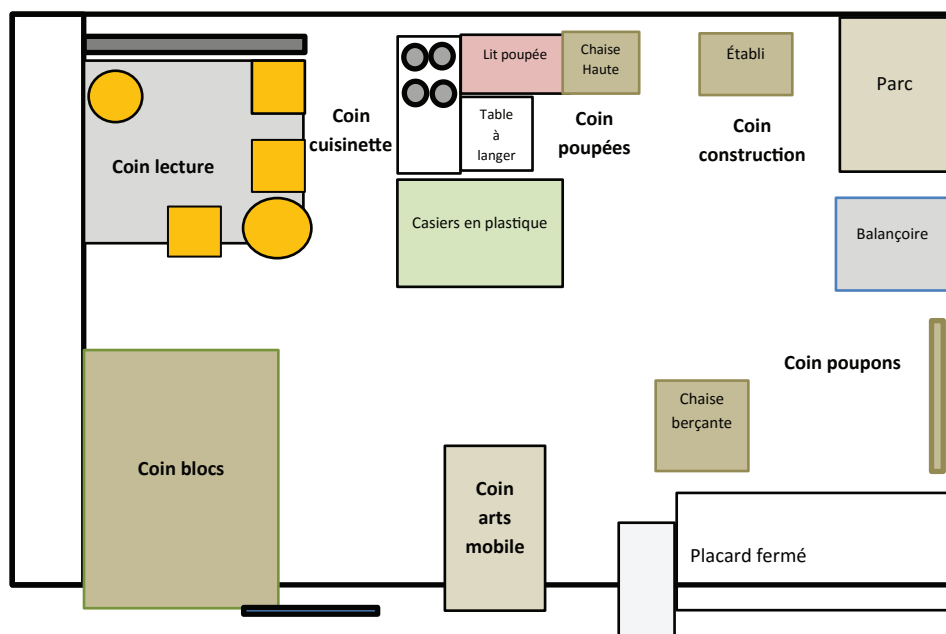 Coin lecture
Coin
cuisinette
Lit poupée
Chaise
Haute
Table
à
langer
Coin
poupées
Établi
Coin
construction
Parc
Casiers en plastique
Balançoire
Coin poupons
Chaise
berçante
Coin blocs
Coin
arts
mobile
Placard fermé